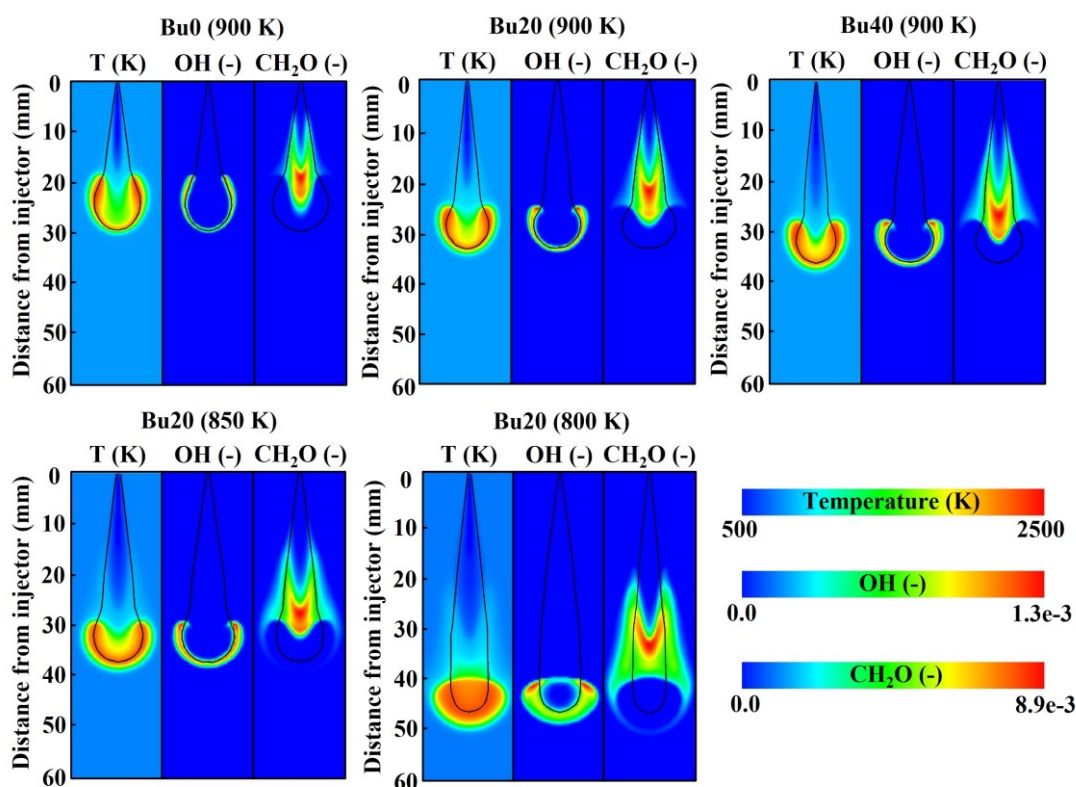 Bu0 (900 K)
T (K) OH (-) CH₂O (-)
Distance from injector (mm)
0
10
20
30
40
50
60
Bu20 (900 K)
T (K) OH (-) CH₂O (-)
Distance from injector (mm)
0
10
20
30
40
50
60
Bu40 (900 K)
T (K) OH (-) CH₂O (-)
Distance from injector (mm)
0
10
20
30
40
50
60
Bu20 (850 K)
T (K) OH (-) CH₂O (-)
Distance from injector (mm)
0
10
20
30
40
50
60
Bu20 (800 K)
T (K) OH (-) CH₂O (-)
Distance from injector (mm)
0
10
20
30
40
50
60
Temperature (K)
500 2500
OH (-)
0.0 1.3e-3
CH₂O (-)
0.0 8.9e-3